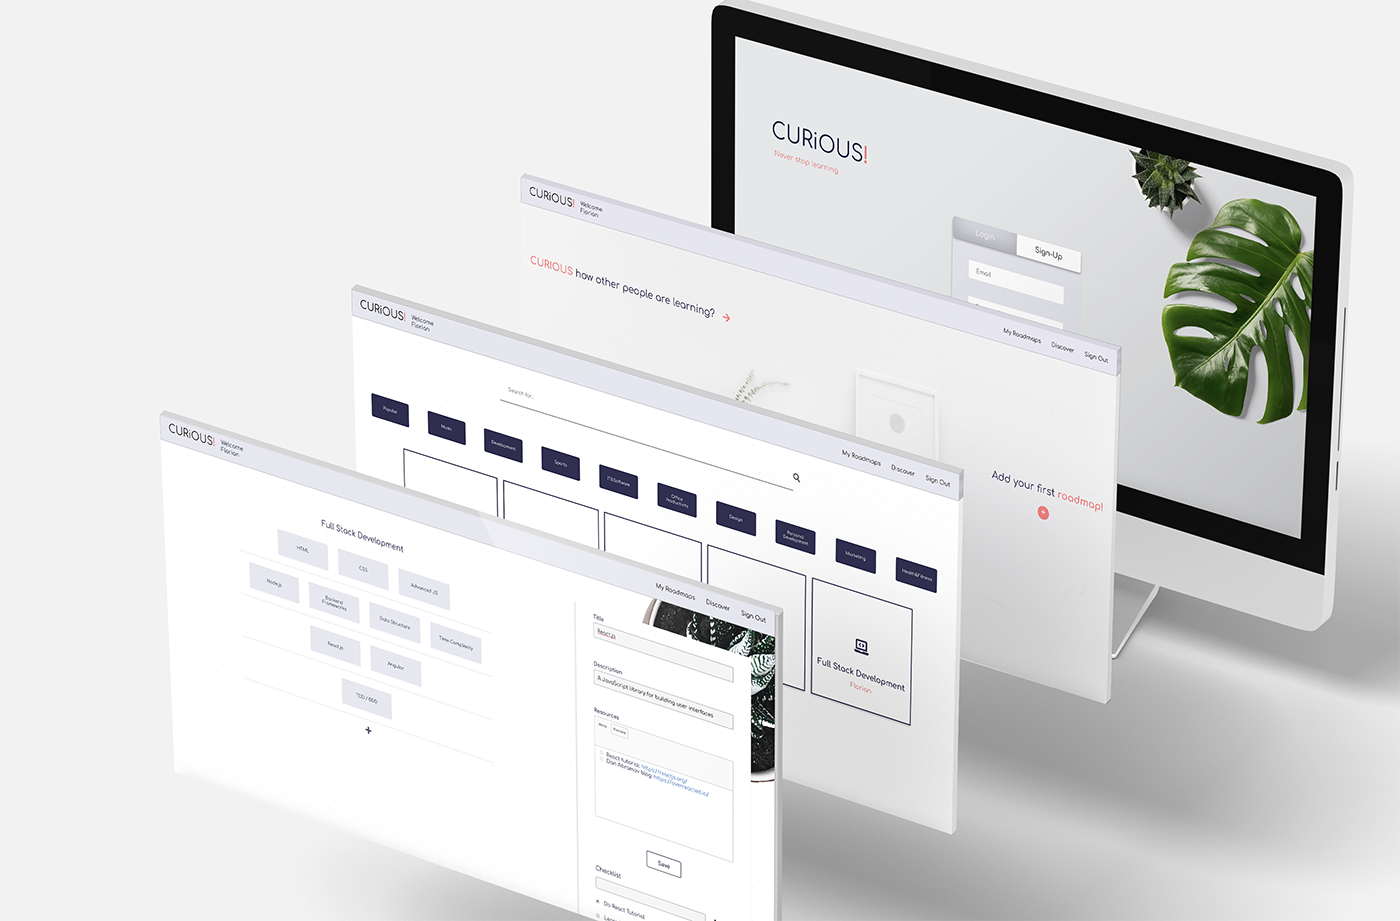 CURiOUS!
Never stop learning
Login
Sign-Up
Email
CURiOUS!
Welcome
Florian
My Roadmaps
Discover
Sign Out
CURIOUS how other people are learning?
Add your first roadmap!
+
CURiOUS!
Welcome
Florian
My Roadmaps
Discover
Sign Out
Search for...
Popular
Music
Development
Sports
IT&Software
Office
Productivity
Design
Personal
Development
Marketing
Health&Fitness
Full Stack Development
Florian
CURiOUS!
Welcome
Florian
My Roadmaps
Discover
Sign Out
Full Stack Development
HTML
CSS
Advanced JS
Node.js
Backend
Frameworks
Data Structure
Time Complexity
React.js
Angular
TDD / BDD
+
Title
React.js
Description
A JavaScript library for building user interfaces
Resources
Write
Preview
React tutorial: https://reactjs.org/
Dan Abramov blog: https://overreacted.io/
Save
Checklist
Do React Tutorial